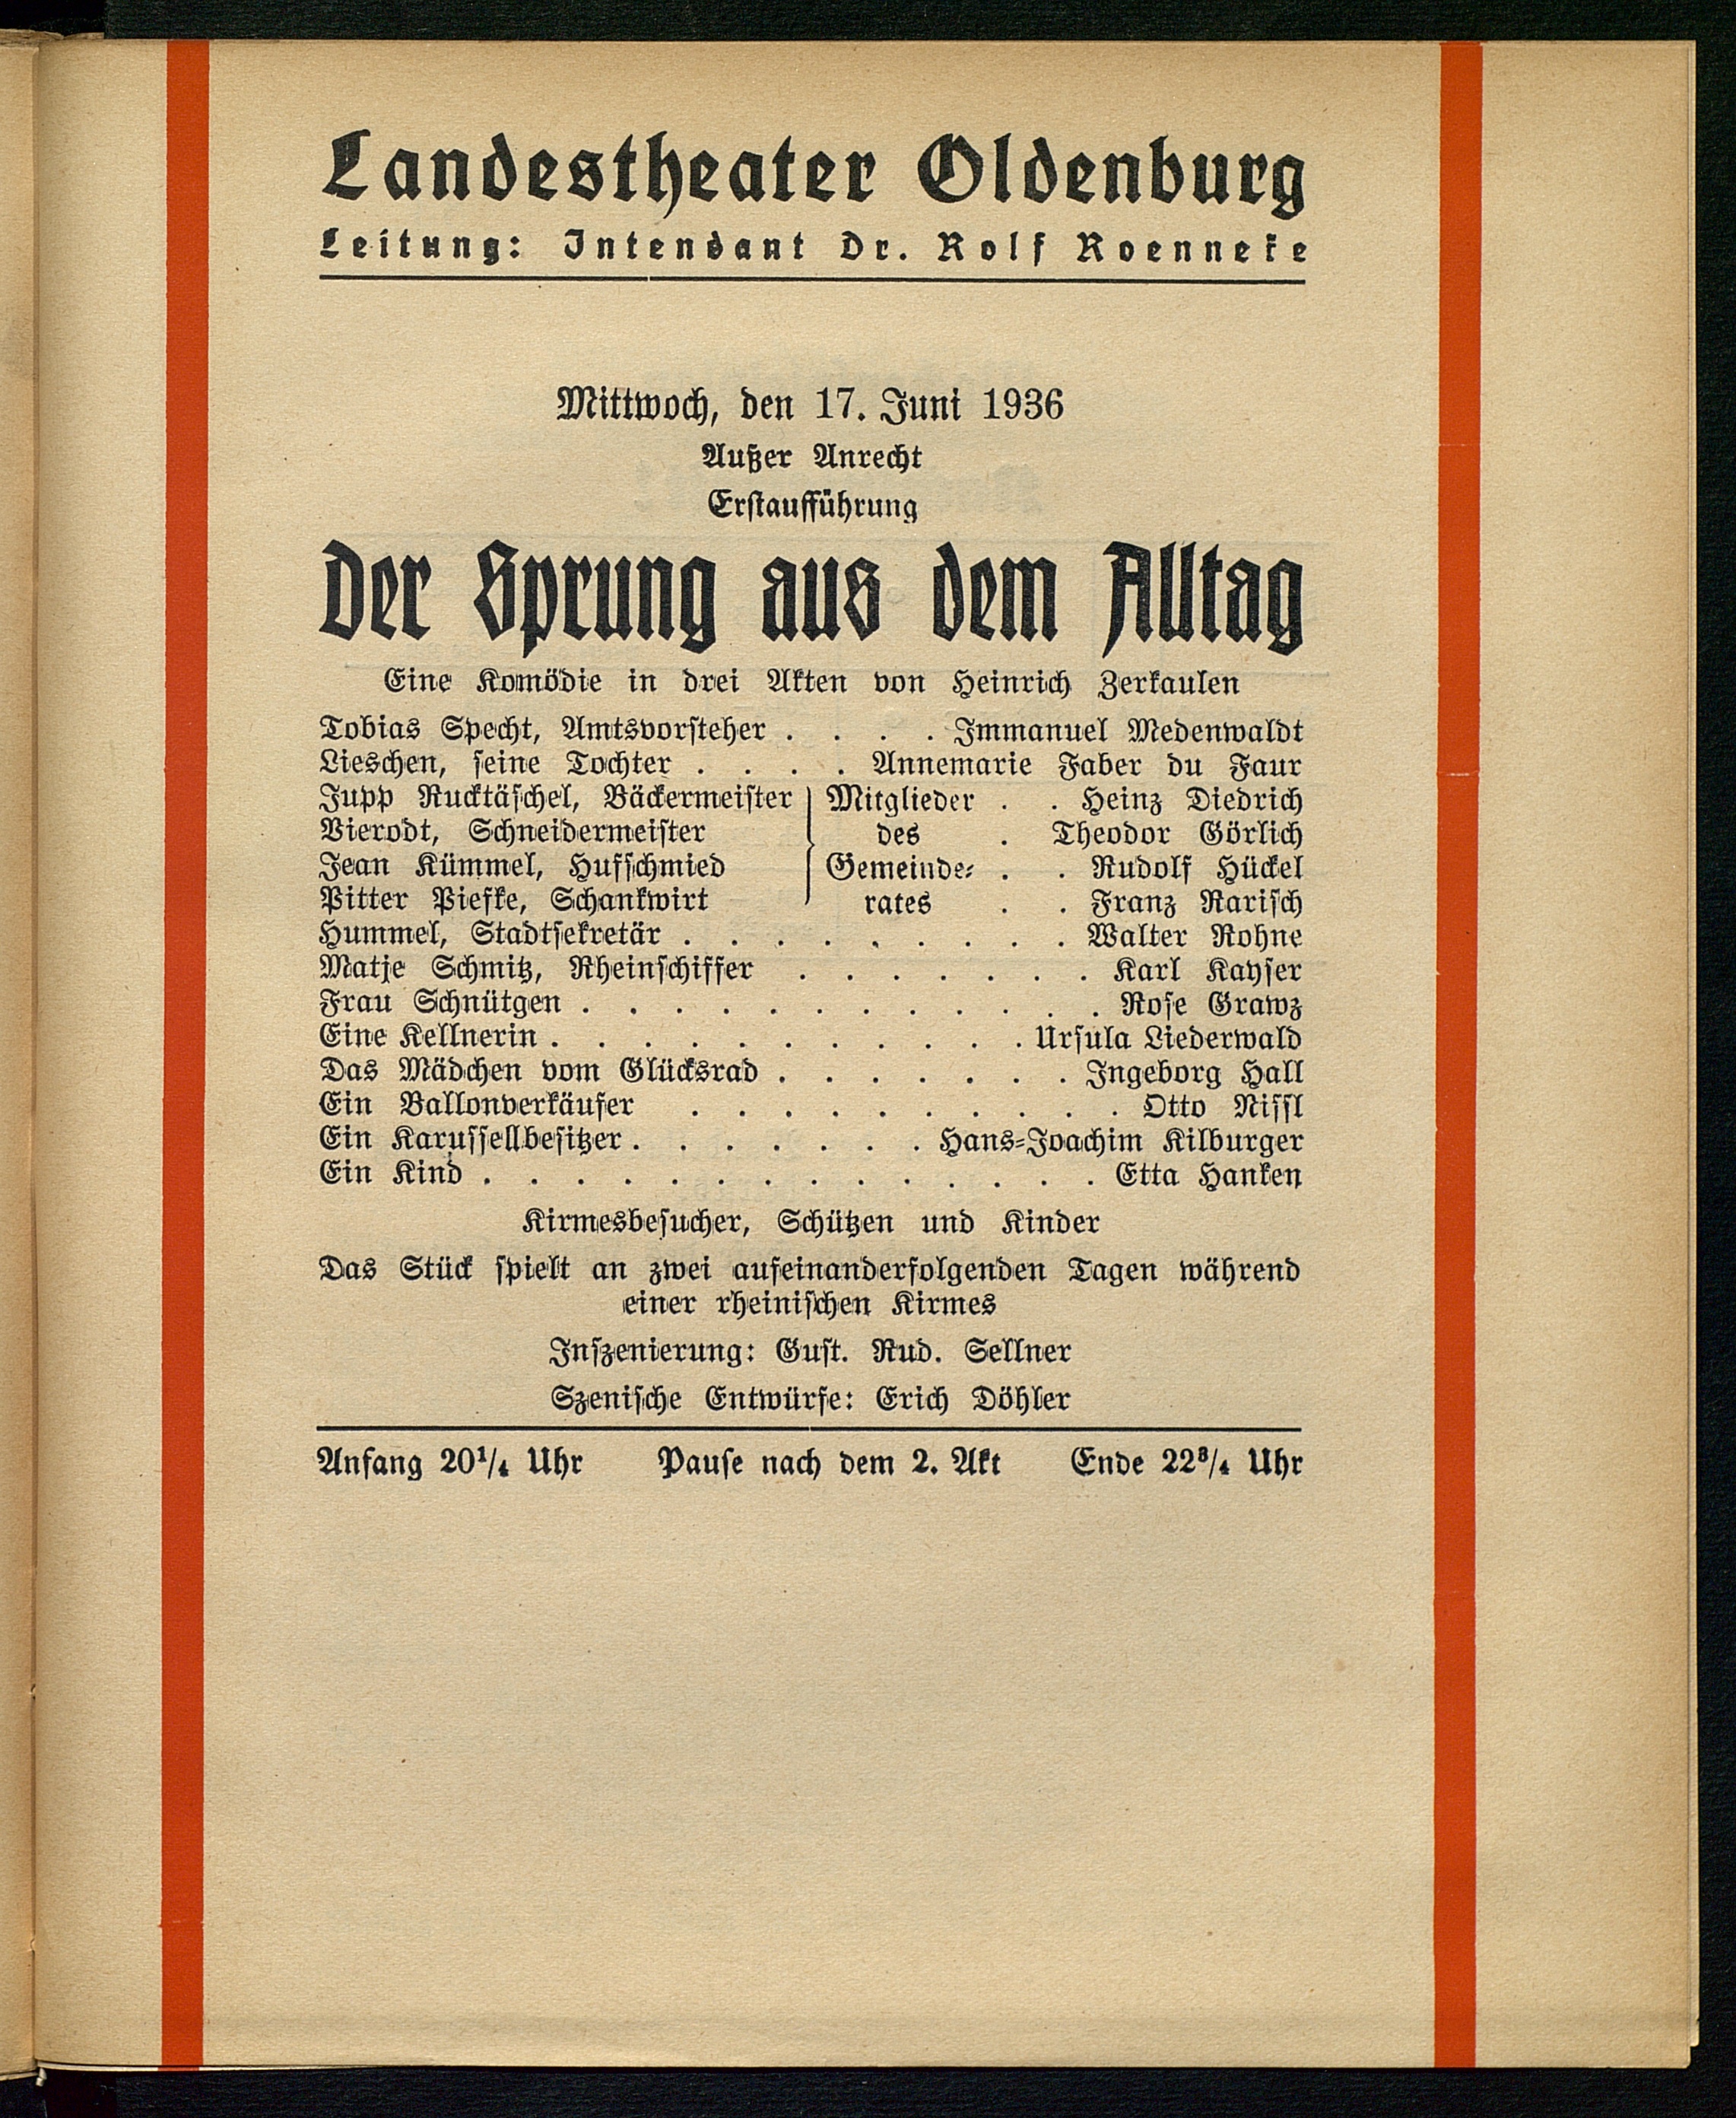 Landestheater Oldenburg
Leitung: Intendant Dr. Rolf Roenneke
Mittwoch, den 17. Juni 1936
Außer Anrecht
Erstaufführung
Der Sprung aus dem Alltag
Eine Komödie in drei Akten von Heinrich Zerkaulen
Tobias Specht, Amtsvorsteher . . . . Immanuel Medenwaldt
Lieschen, seine Tochter . . . . Annemarie Faber du Faur
Jupp Rucktäschel, Bäckermeister } Mitglieder . . Heinz Diedrich
Vierodt, Schneidermeister } des . Theodor Görlich
Jean Kümmel, Hufschmied } Gemeinde- . . Rudolf Hückel
Pitter Piefke, Schankwirt } rates . . Franz Rarisch
Hummel, Stadtsekretär . . . . . . . . . Walter Rohne
Matje Schmitz, Rheinschiffer . . . . . . . Karl Kayser
Frau Schnütgen . . . . . . . . . . . . Rose Grawz
Eine Kellnerin . . . . . . . . . . . Ursula Liederwald
Das Mädchen vom Glücksrad . . . . . . . Ingeborg Hall
Ein Ballonverkäufer . . . . . . . . . . Otto Nissl
Ein Karussellbesitzer . . . . . . . Hans-Joachim Kilburger
Ein Kind . . . . . . . . . . . . . . Etta Hanken
Kirmesbesucher, Schützen und Kinder
Das Stück spielt an zwei aufeinanderfolgenden Tagen während
einer rheinischen Kirmes
Inszenierung: Gust. Rud. Sellner
Szenische Entwürfe: Erich Döhler
Anfang 20¹/₄ Uhr Pause nach dem 2. Akt Ende 22³/₄ Uhr